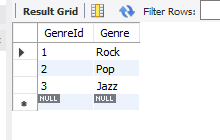 Result Grid Filter Rows:
GenreId Genre
1 Rock
2 Pop
3 Jazz
NULL NULL